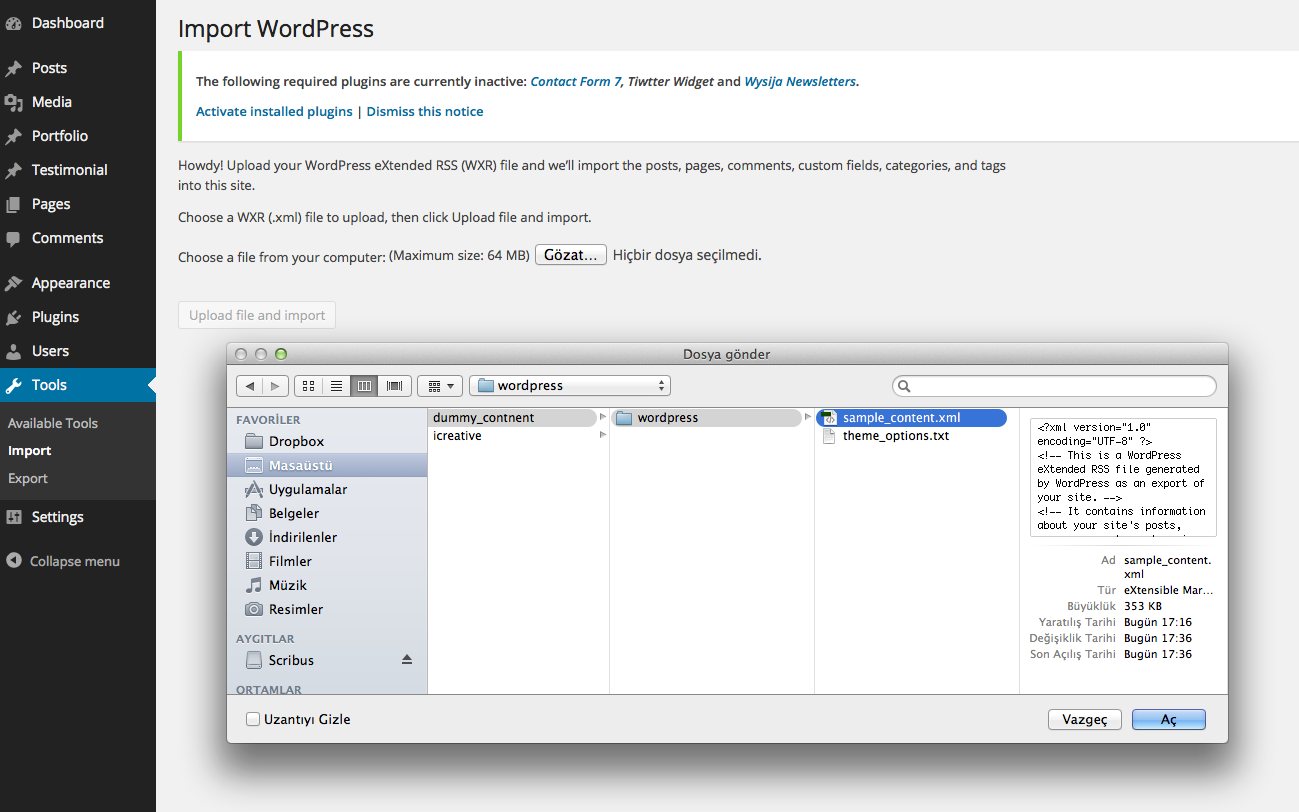 Dashboard
Posts
Media
Portfolio
Testimonial
Pages
Comments
Appearance
Plugins
Users
Tools
Available Tools
Import
Export
Settings
Collapse menu
Import WordPress
The following required plugins are currently inactive: Contact Form 7, Tiwtter Widget and Wysija Newsletters.
Activate installed plugins | Dismiss this notice
Howdy! Upload your WordPress eXtended RSS (WXR) file and we'll import the posts, pages, comments, custom fields, categories, and tags
into this site.
Choose a WXR (.xml) file to upload, then click Upload file and import.
Choose a file from your computer: (Maximum size: 64 MB) Gözat... Hiçbir dosya seçilmedi.
Upload file and import
Dosya gönder
wordpress
FAVORİLER
Dropbox
Masaüstü
Uygulamalar
Belgeler
İndirilenler
Filmler
Müzik
Resimler
AYGITLAR
Scribus
ORTAMLAR
dummy_contnent
icreative
wordpress
sample_content.xml
theme_options.txt
<?xml version="1.0"
encoding="UTF-8" ?>
<!-- This is a WordPress
eXtended RSS file generated
by WordPress as an export of
your site. -->
<!-- It contains information
about your site's posts,
Ad sample_content.
xml
Tür eXtensible Mar...
Büyüklük 353 KB
Yaratılış Tarihi Bugün 17:16
Değişiklik Tarihi Bugün 17:36
Son Açılış Tarihi Bugün 17:36
Uzantıyı Gizle
Vazgeç
Aç